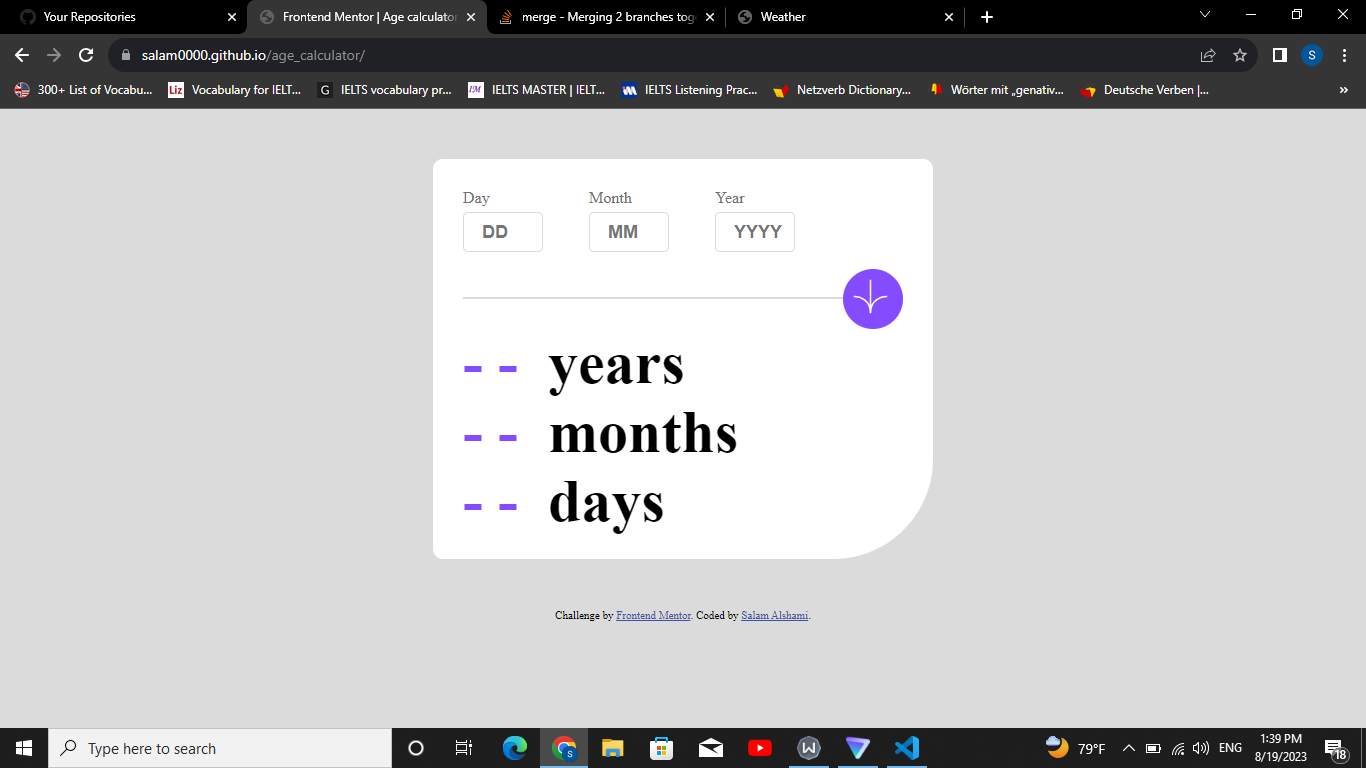 Your Repositories
Frontend Mentor | Age calculator
merge - Merging 2 branches tog
Weather
salam0000.github.io/age_calculator/
S
300+ List of Vocabu...
Liz Vocabulary for IELT...
G IELTS vocabulary pr...
IM IELTS MASTER | IELT...
IELTS Listening Prac...
Netzverb Dictionary...
Wörter mit „genativ...
Deutsche Verben |...
»
Day Month Year
DD MM YYYY
- - years
- - months
- - days
Challenge by Frontend Mentor. Coded by Salam Alshami.
Type here to search
S
W
79°F
ENG
1:39 PM
8/19/2023
18